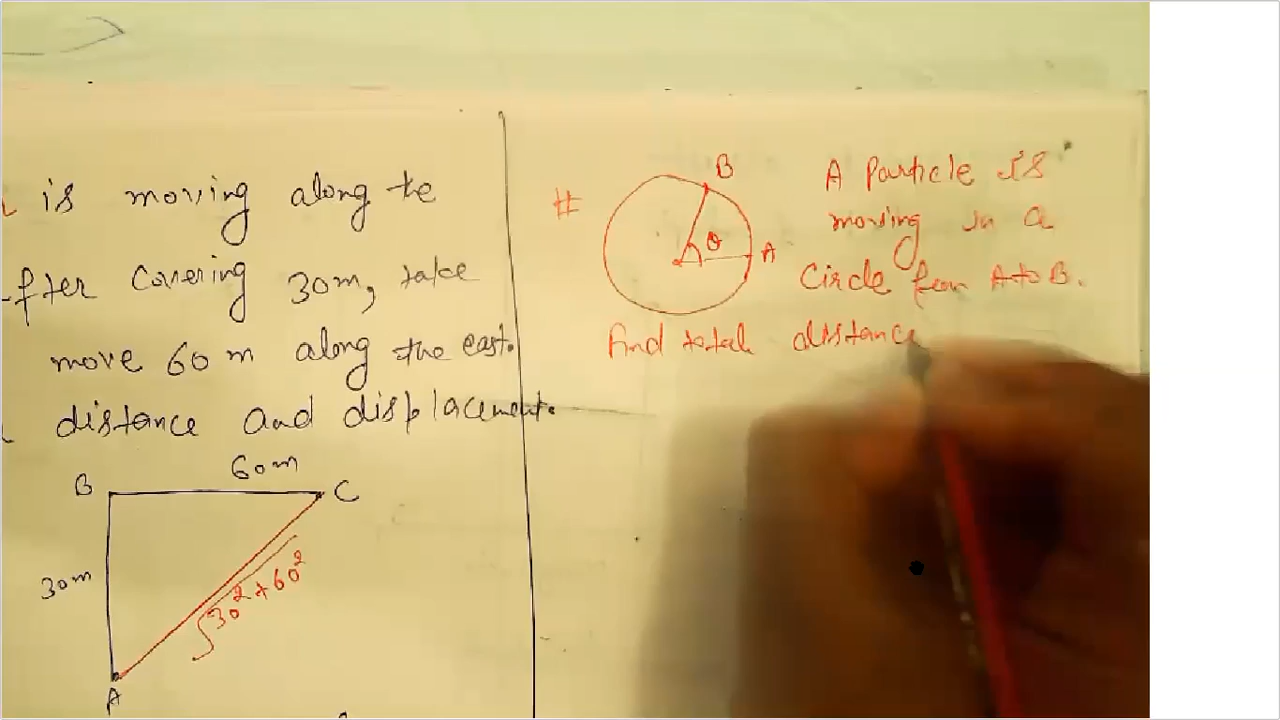 is moving along te
fter covering 30m, take
move 60 m along the east.
distance and displacement.
60m
B
C
30m
√30²+60²
A
#
B
θ
A
A Particle is
moving in a
Circle from A to B.
find total distance